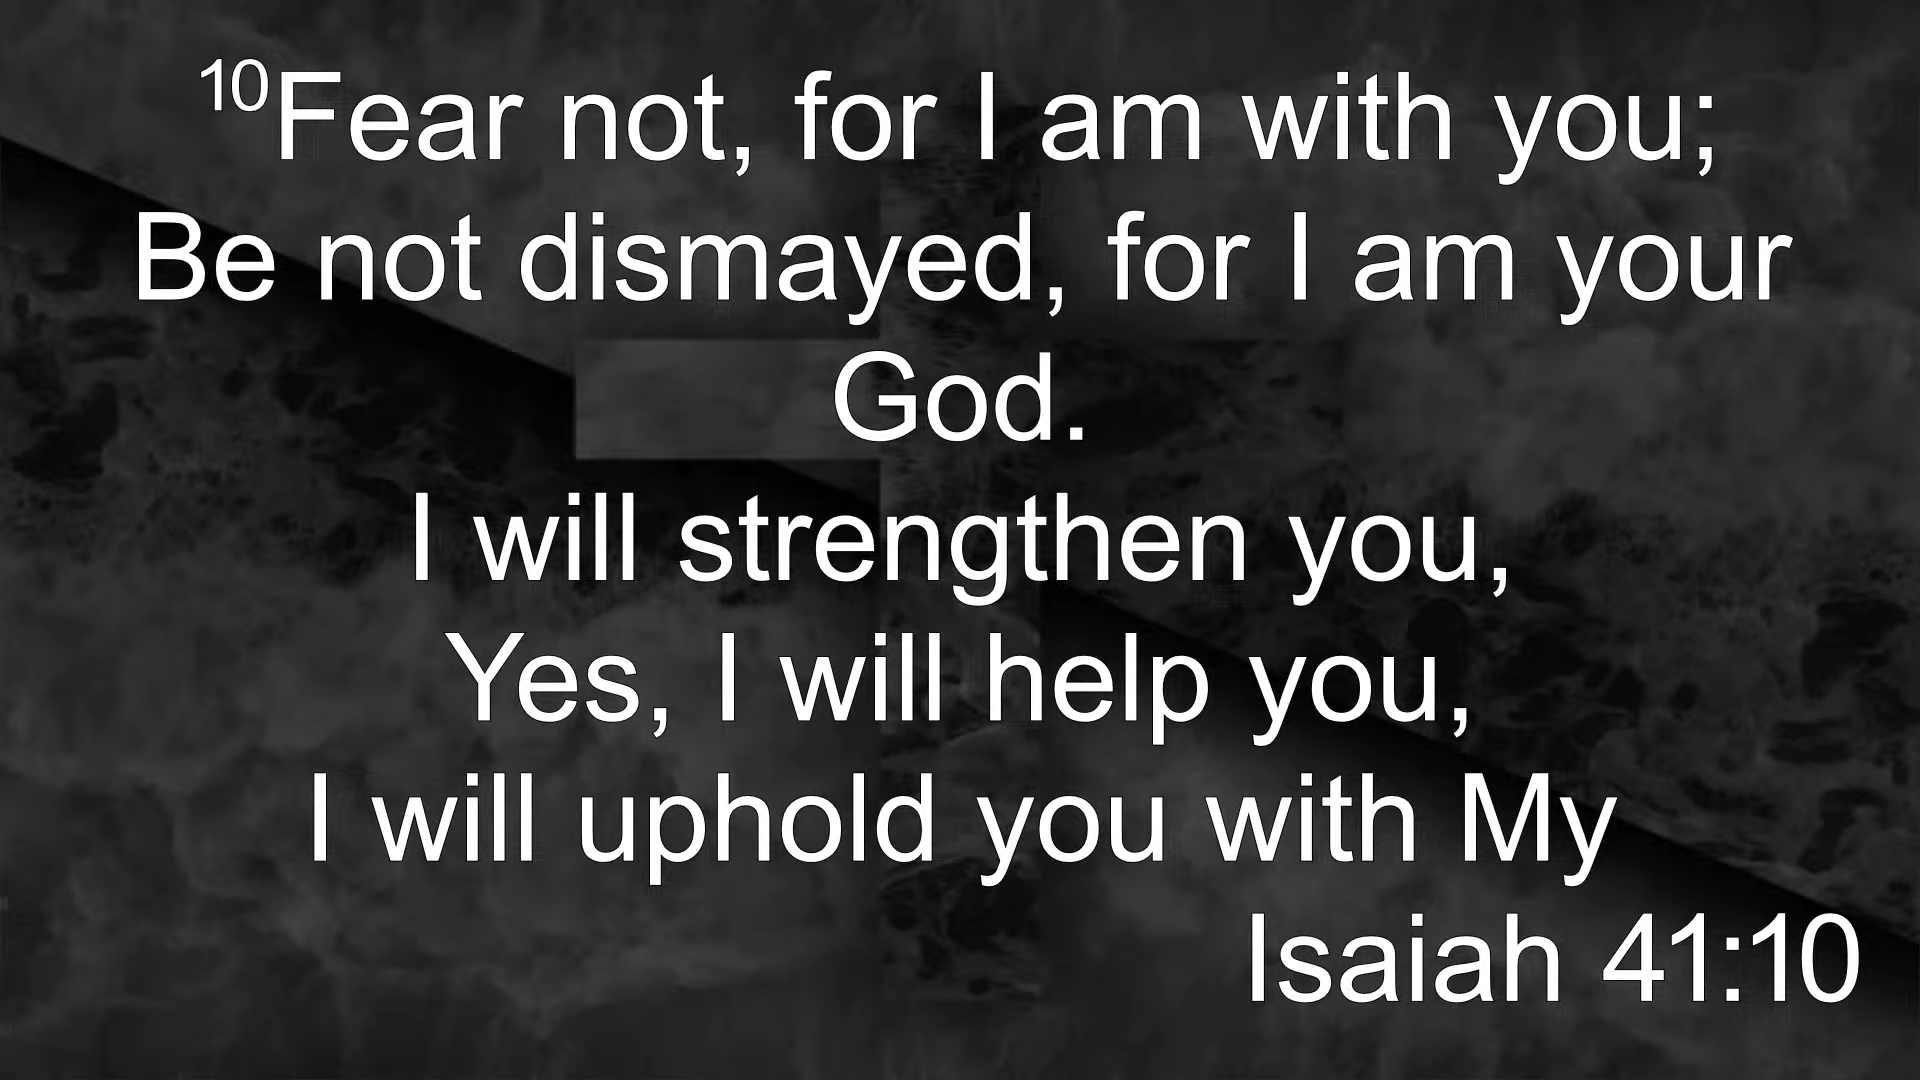 10Fear not, for I am with you;
Be not dismayed, for I am your
God.
I will strengthen you,
Yes, I will help you,
I will uphold you with My
Isaiah 41:10